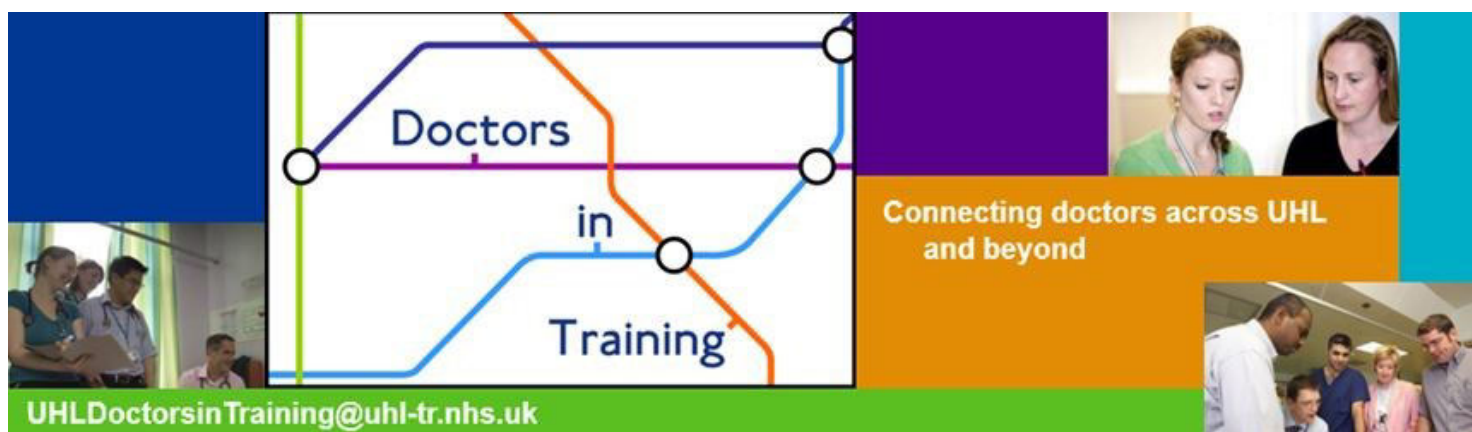 Doctors
in
Training
Connecting doctors across UHL
and beyond
UHLDoctorsinTraining@uhl-tr.nhs.uk